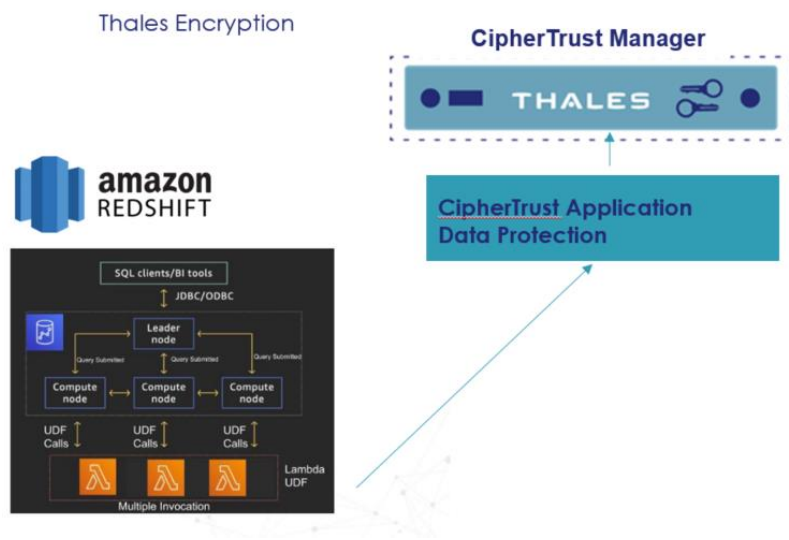 Thales Encryption
CipherTrust Manager
THALES
amazon
REDSHIFT
CipherTrust Application
Data Protection
SQL clients/BI tools
JDBC/ODBC
Leader
node
Query Submitted
Query Submitted
Query Submitted
Compute
node
Compute
node
Compute
node
UDF
Calls
UDF
Calls
UDF
Calls
Lambda
UDF
Multiple Invocation